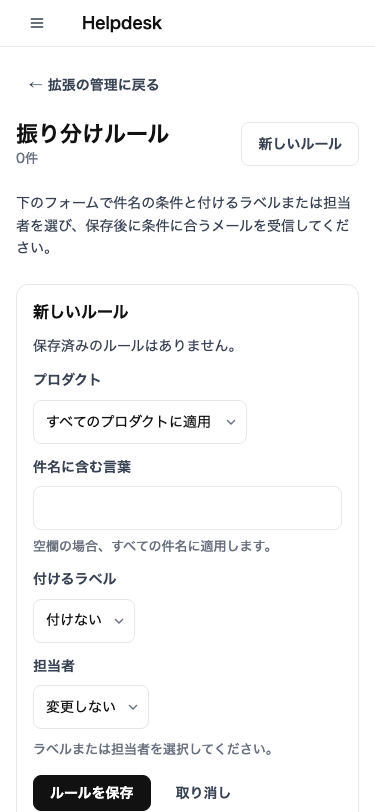 Helpdesk
← 拡張の管理に戻る
振り分けルール
0件
新しいルール
下のフォームで件名の条件と付けるラベルまたは担当
者を選び、保存後に条件に合うメールを受信してくだ
さい。
新しいルール
保存済みのルールはありません。
プロダクト
すべてのプロダクトに適用
件名に含む言葉
空欄の場合、すべての件名に適用します。
付けるラベル
付けない
担当者
変更しない
ラベルまたは担当者を選択してください。
ルールを保存
取り消し